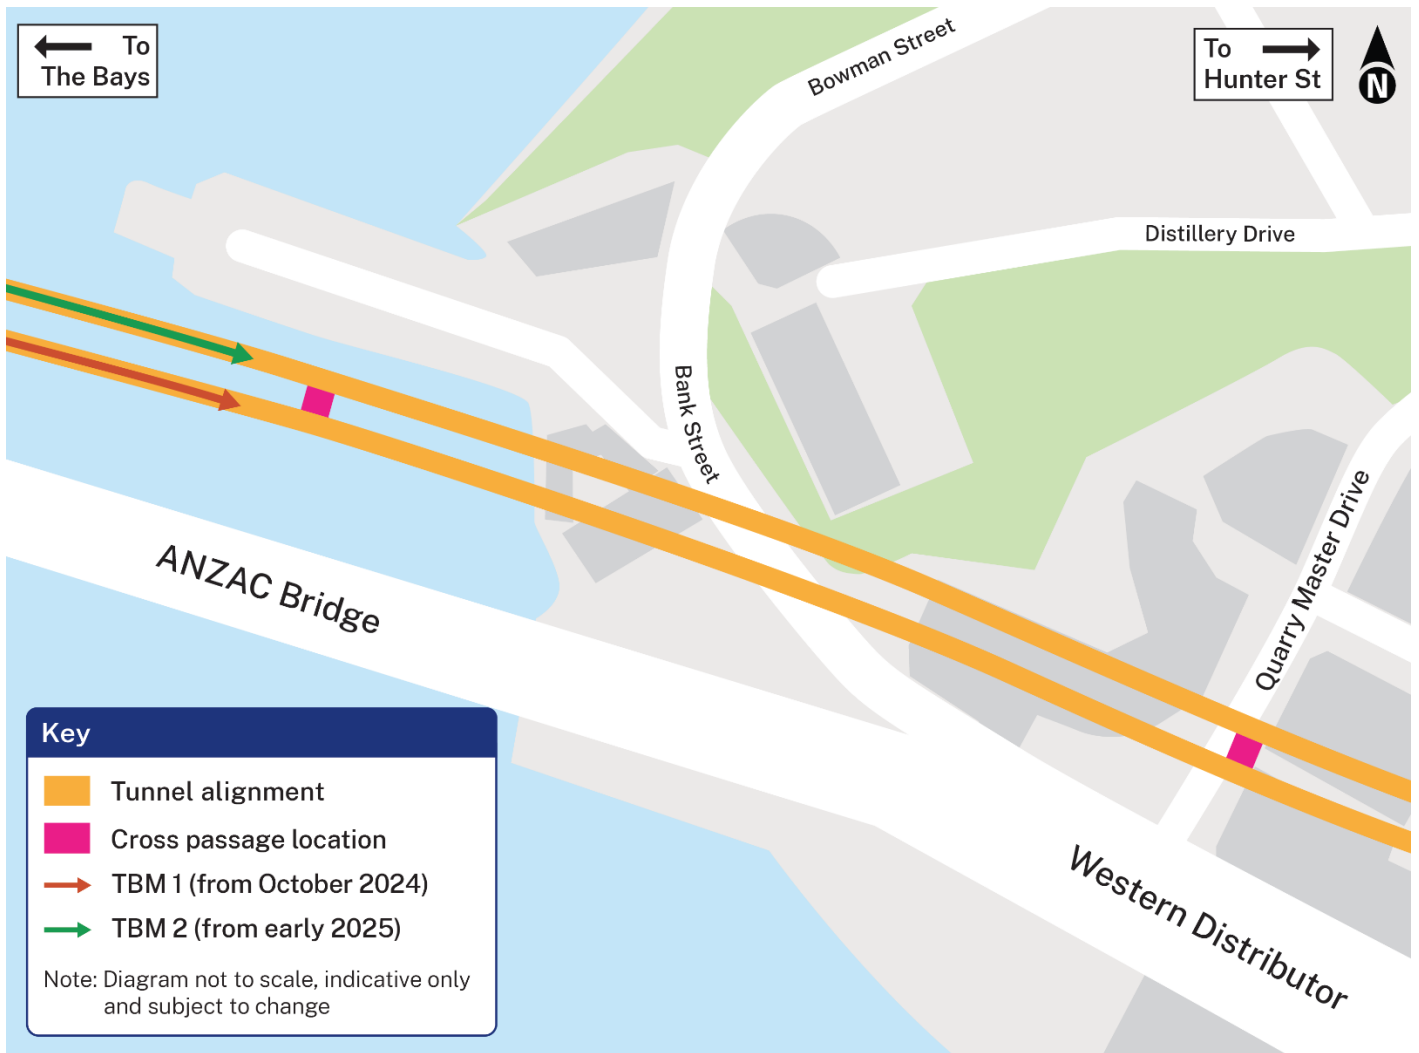 To
The Bays
Bowman Street
To
Hunter St
N
Distillery Drive
Bank Street
Quarry Master Drive
ANZAC Bridge
Western Distributor
Key
Tunnel alignment
Cross passage location
TBM 1 (from October 2024)
TBM 2 (from early 2025)
Note: Diagram not to scale, indicative only
and subject to change